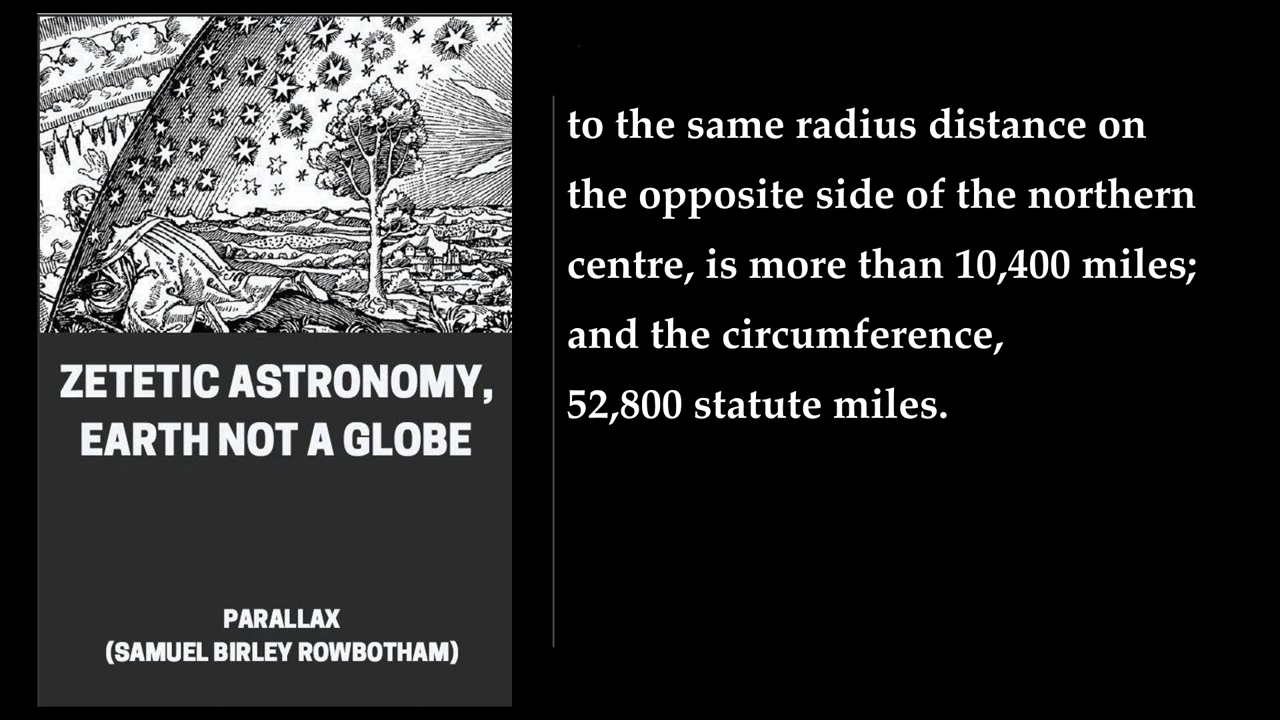 ZETETIC ASTRONOMY,
EARTH NOT A GLOBE
PARALLAX
(SAMUEL BIRLEY ROWBOTHAM)
to the same radius distance on
the opposite side of the northern
centre, is more than 10,400 miles;
and the circumference,
52,800 statute miles.